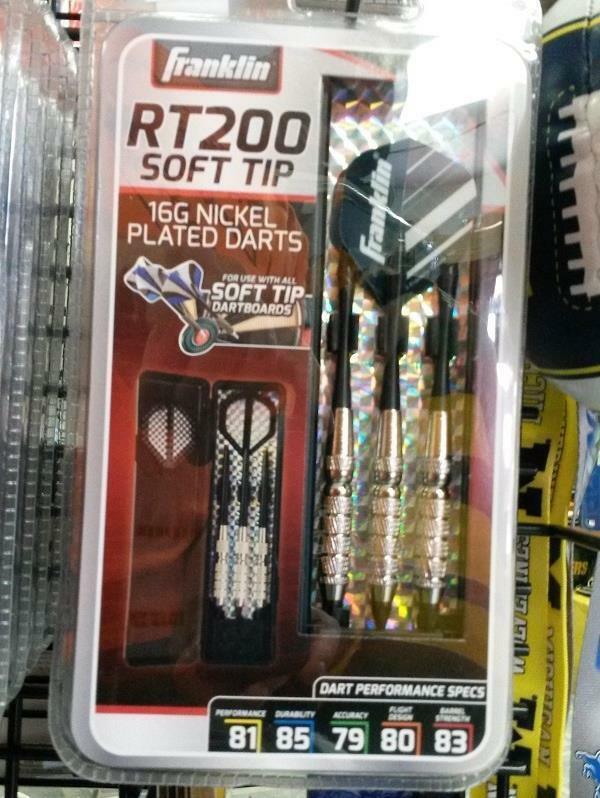 Franklin
RT200
SOFT TIP
16G NICKEL
PLATED DARTS
FOR USE WITH ALL
SOFT TIP
DARTBOARDS
Franklin
DART PERFORMANCE SPECS
PERFORMANCE DURABILITY ACCURACY FLIGHT DESIGN BARREL STRENGTH
81 85 79 80 83